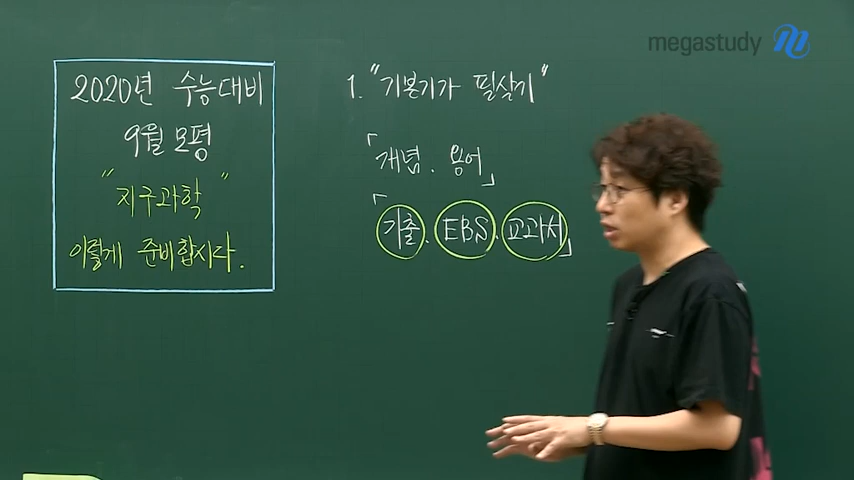 megastudy
2020년 수능대비
9월 모평
"지구과학"
이렇게 준비합시다.
1. "기본기가 필살기"
「개념. 용어」
「기출. EBS. 교과서」